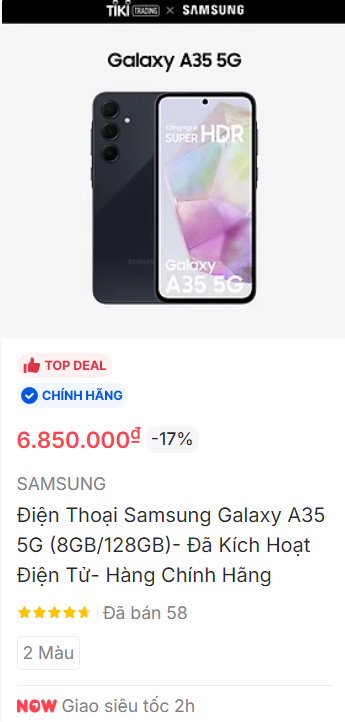 TIKI TRADING × SAMSUNG
Galaxy A35 5G
Công nghệ
SUPER HDR
SAMSUNG
Galaxy
A35 5G
TOP DEAL
CHÍNH HÃNG
6.850.000₫ -17%
SAMSUNG
Điện Thoại Samsung Galaxy A35
5G (8GB/128GB)- Đã Kích Hoạt
Điện Tử- Hàng Chính Hãng
Đã bán 58
2 Màu
NOW Giao siêu tốc 2h